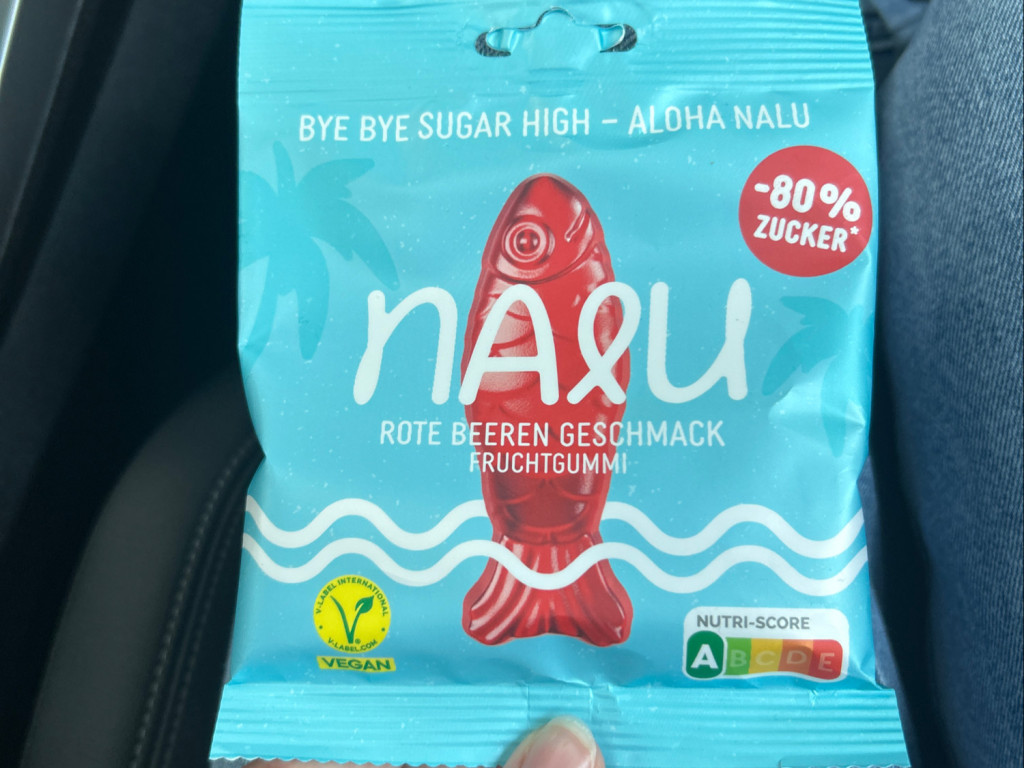 BYE BYE SUGAR HIGH – ALOHA NALU
-80%
ZUCKER*
nALU
ROTE BEEREN GESCHMACK
FRUCHTGUMMI
V-LABEL INTERNATIONAL
V-LABEL.COM
VEGAN
NUTRI-SCORE
A B C D E